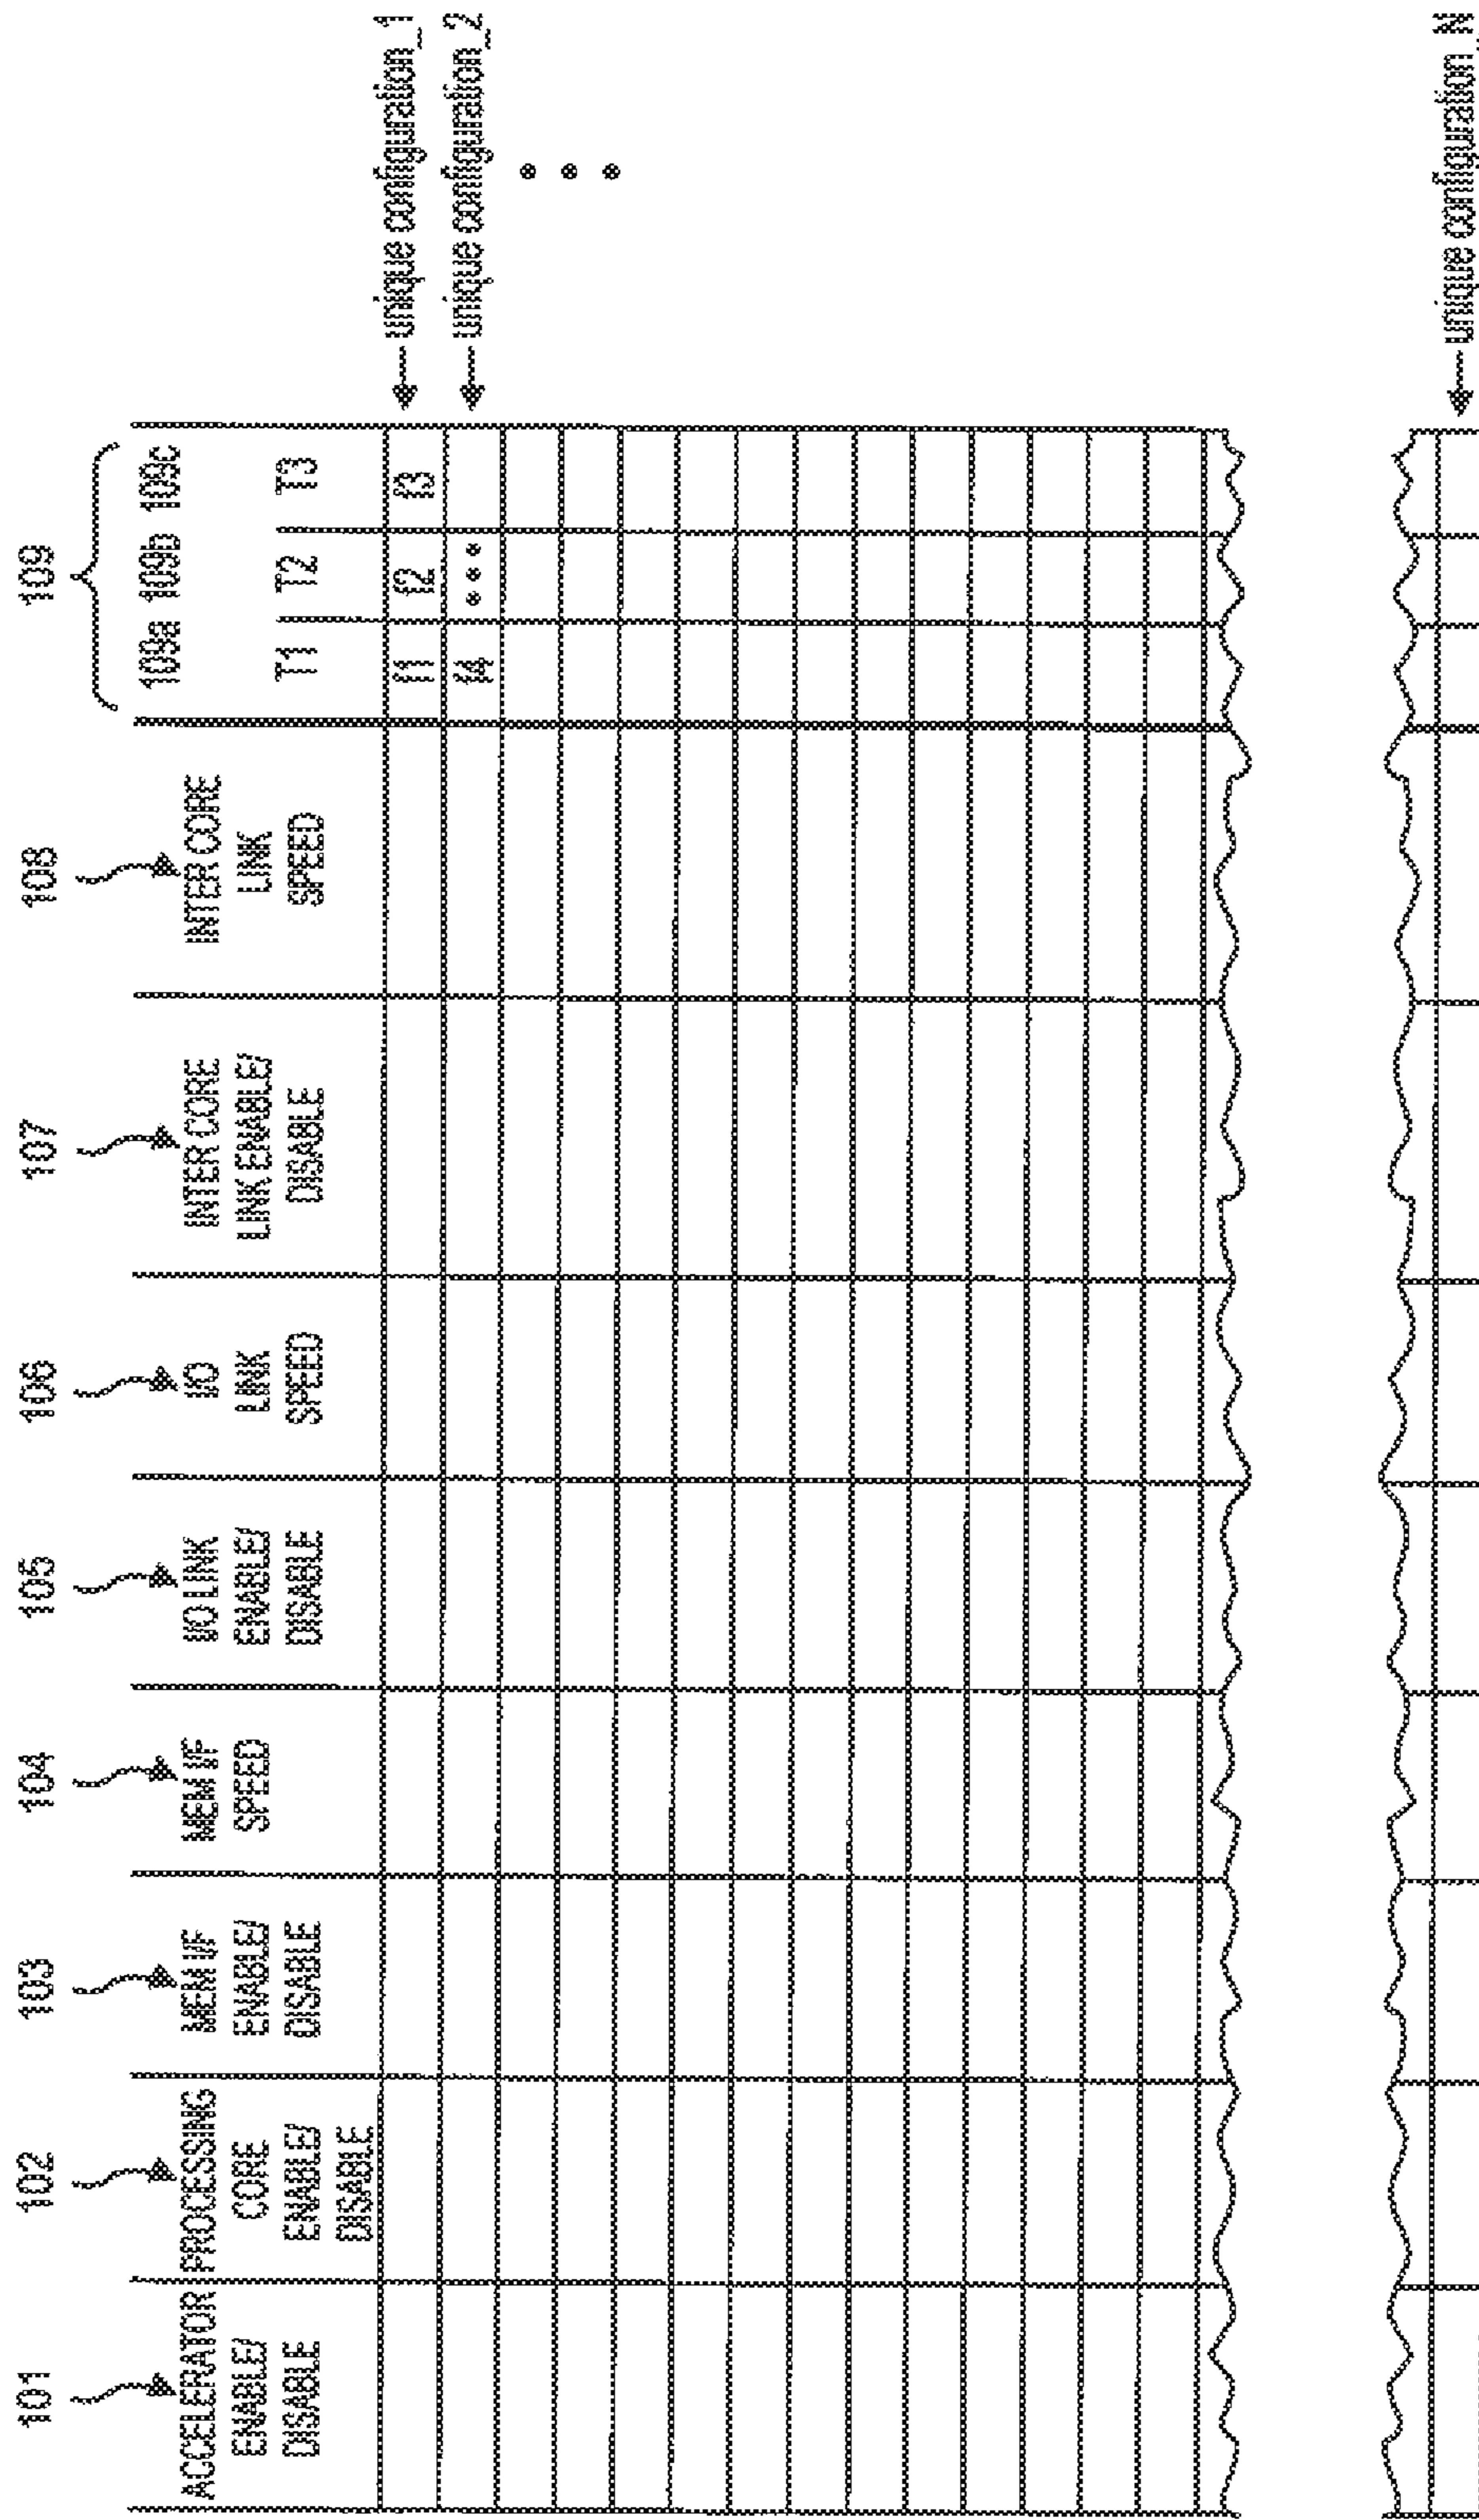 101
102
103
104
105
106
107
108
109
ACCELERATOR
ENABLE/
DISABLE
PROCESSING
CORE
ENABLE/
DISABLE
MEM I/F
ENABLE/
DISABLE
MEM I/F
SPEED
I/O LINK
ENABLE/
DISABLE
I/O
LINK
SPEED
INTER CORE
LINK ENABLE/
DISABLE
INTER CORE
LINK
SPEED
109a 109b 109c
T1 T2 T3
f1 f2 f3
unique configuration_1
f4 •••
unique configuration_2
•••
unique configuration_N